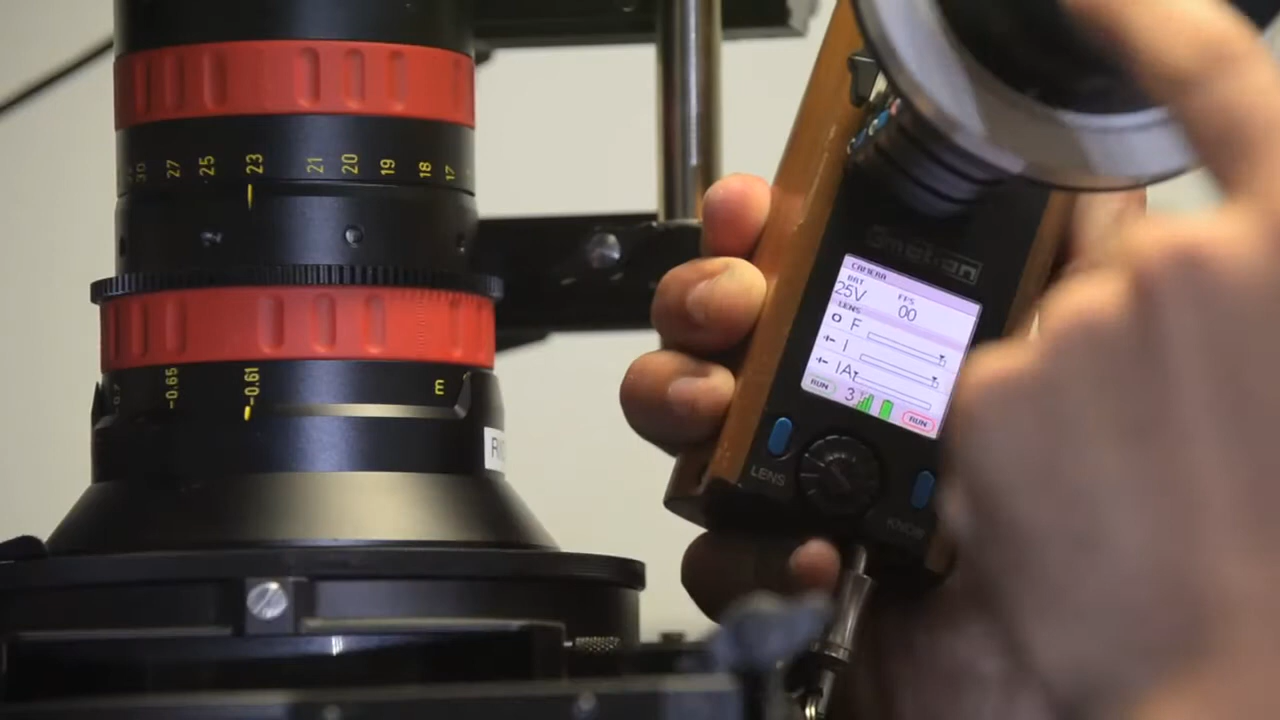 30 27 25 23 21 20 19 18 17
-0.65 -0.61 m
CAMERA
BAT
25V FPS
00
LENS
F
I
IA
RUN 3 RUN
LENS
KNOB